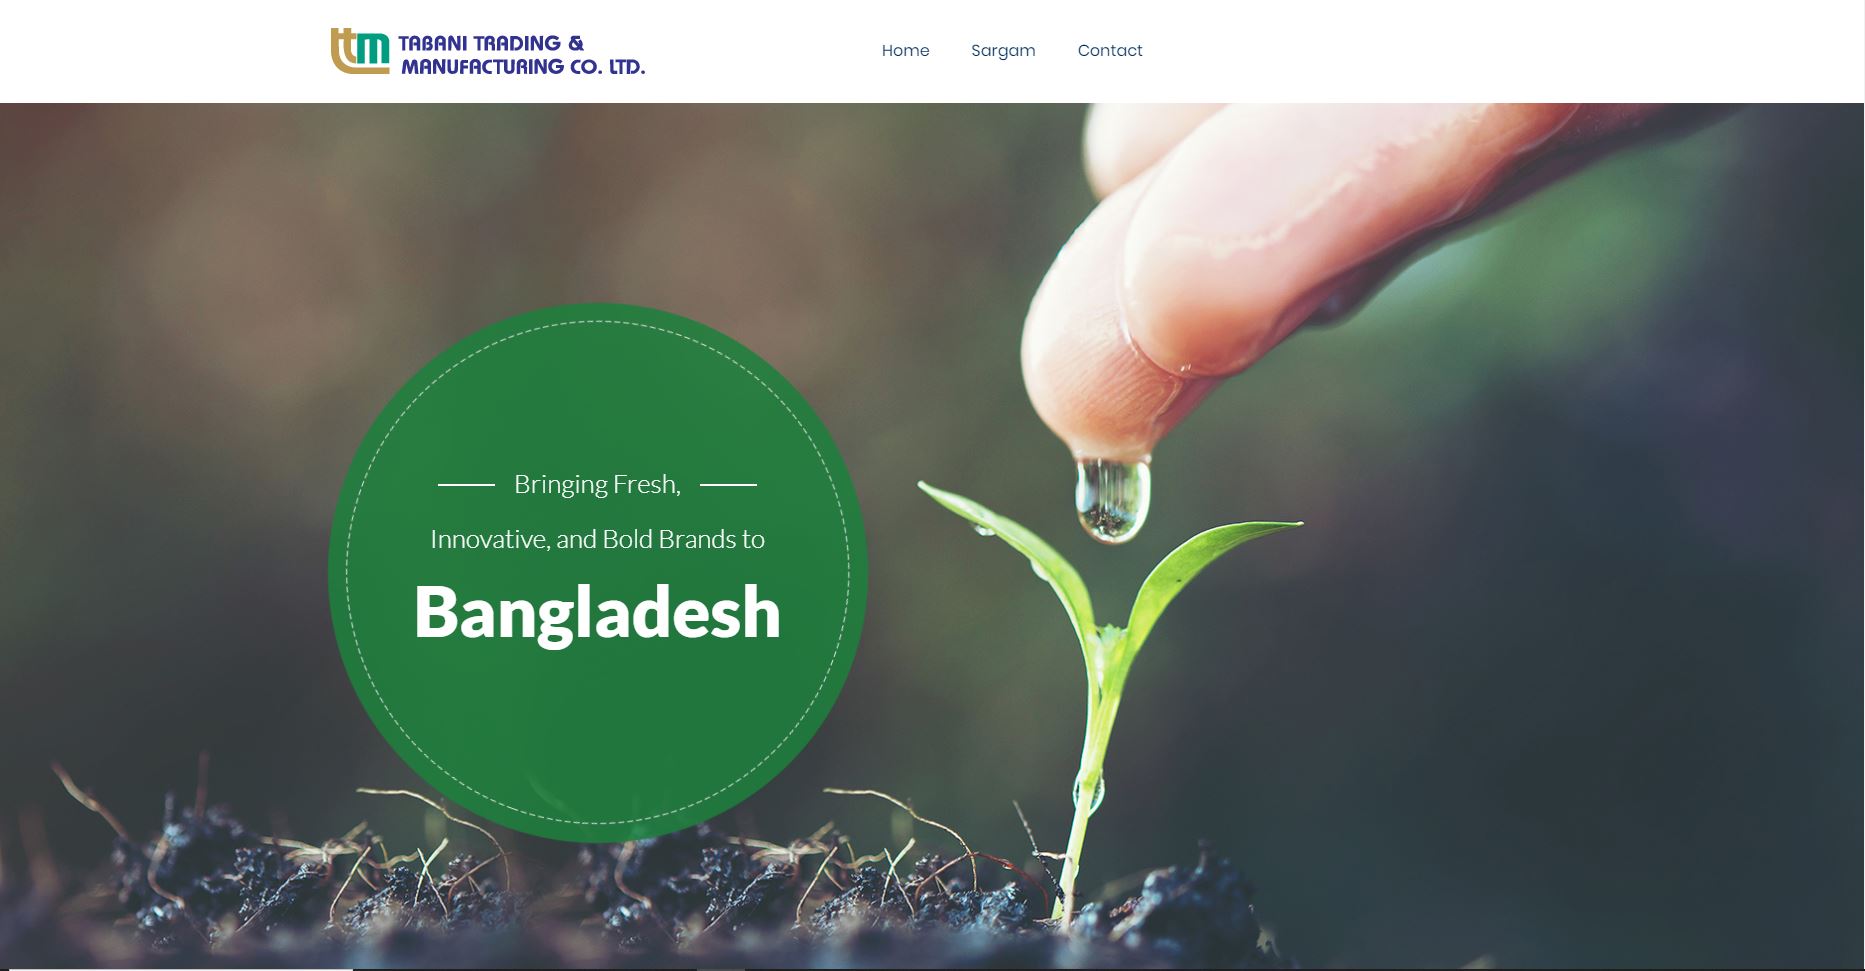 ttm
TABANI TRADING &
MANUFACTURING CO. LTD.
Home
Sargam
Contact
Bringing Fresh,
Innovative, and Bold Brands to
Bangladesh